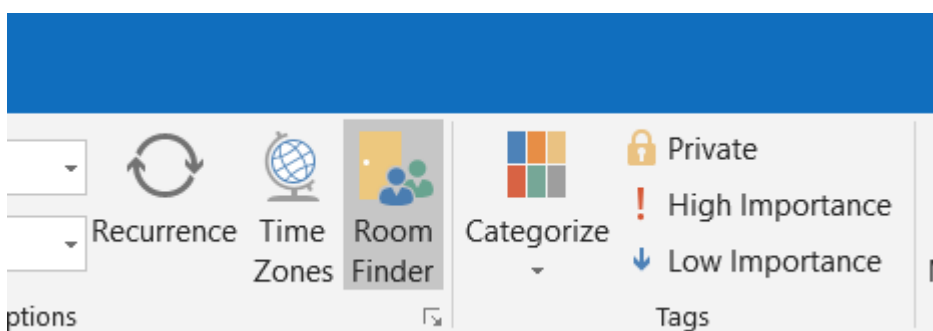 Recurrence
Time
Zones
Room
Finder
ptions
Categorize
Private
High Importance
Low Importance
Tags